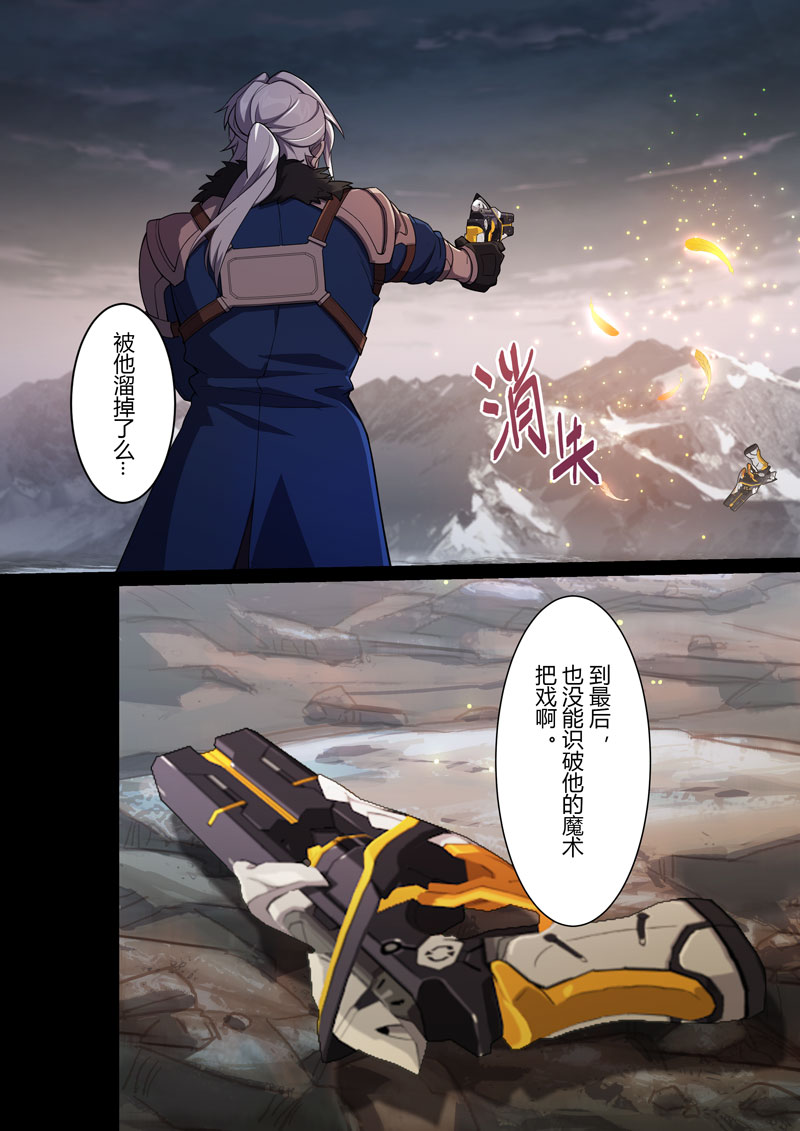 被他溜掉了么…
消失
到最后，
也没能识破他的魔术
把戏啊。